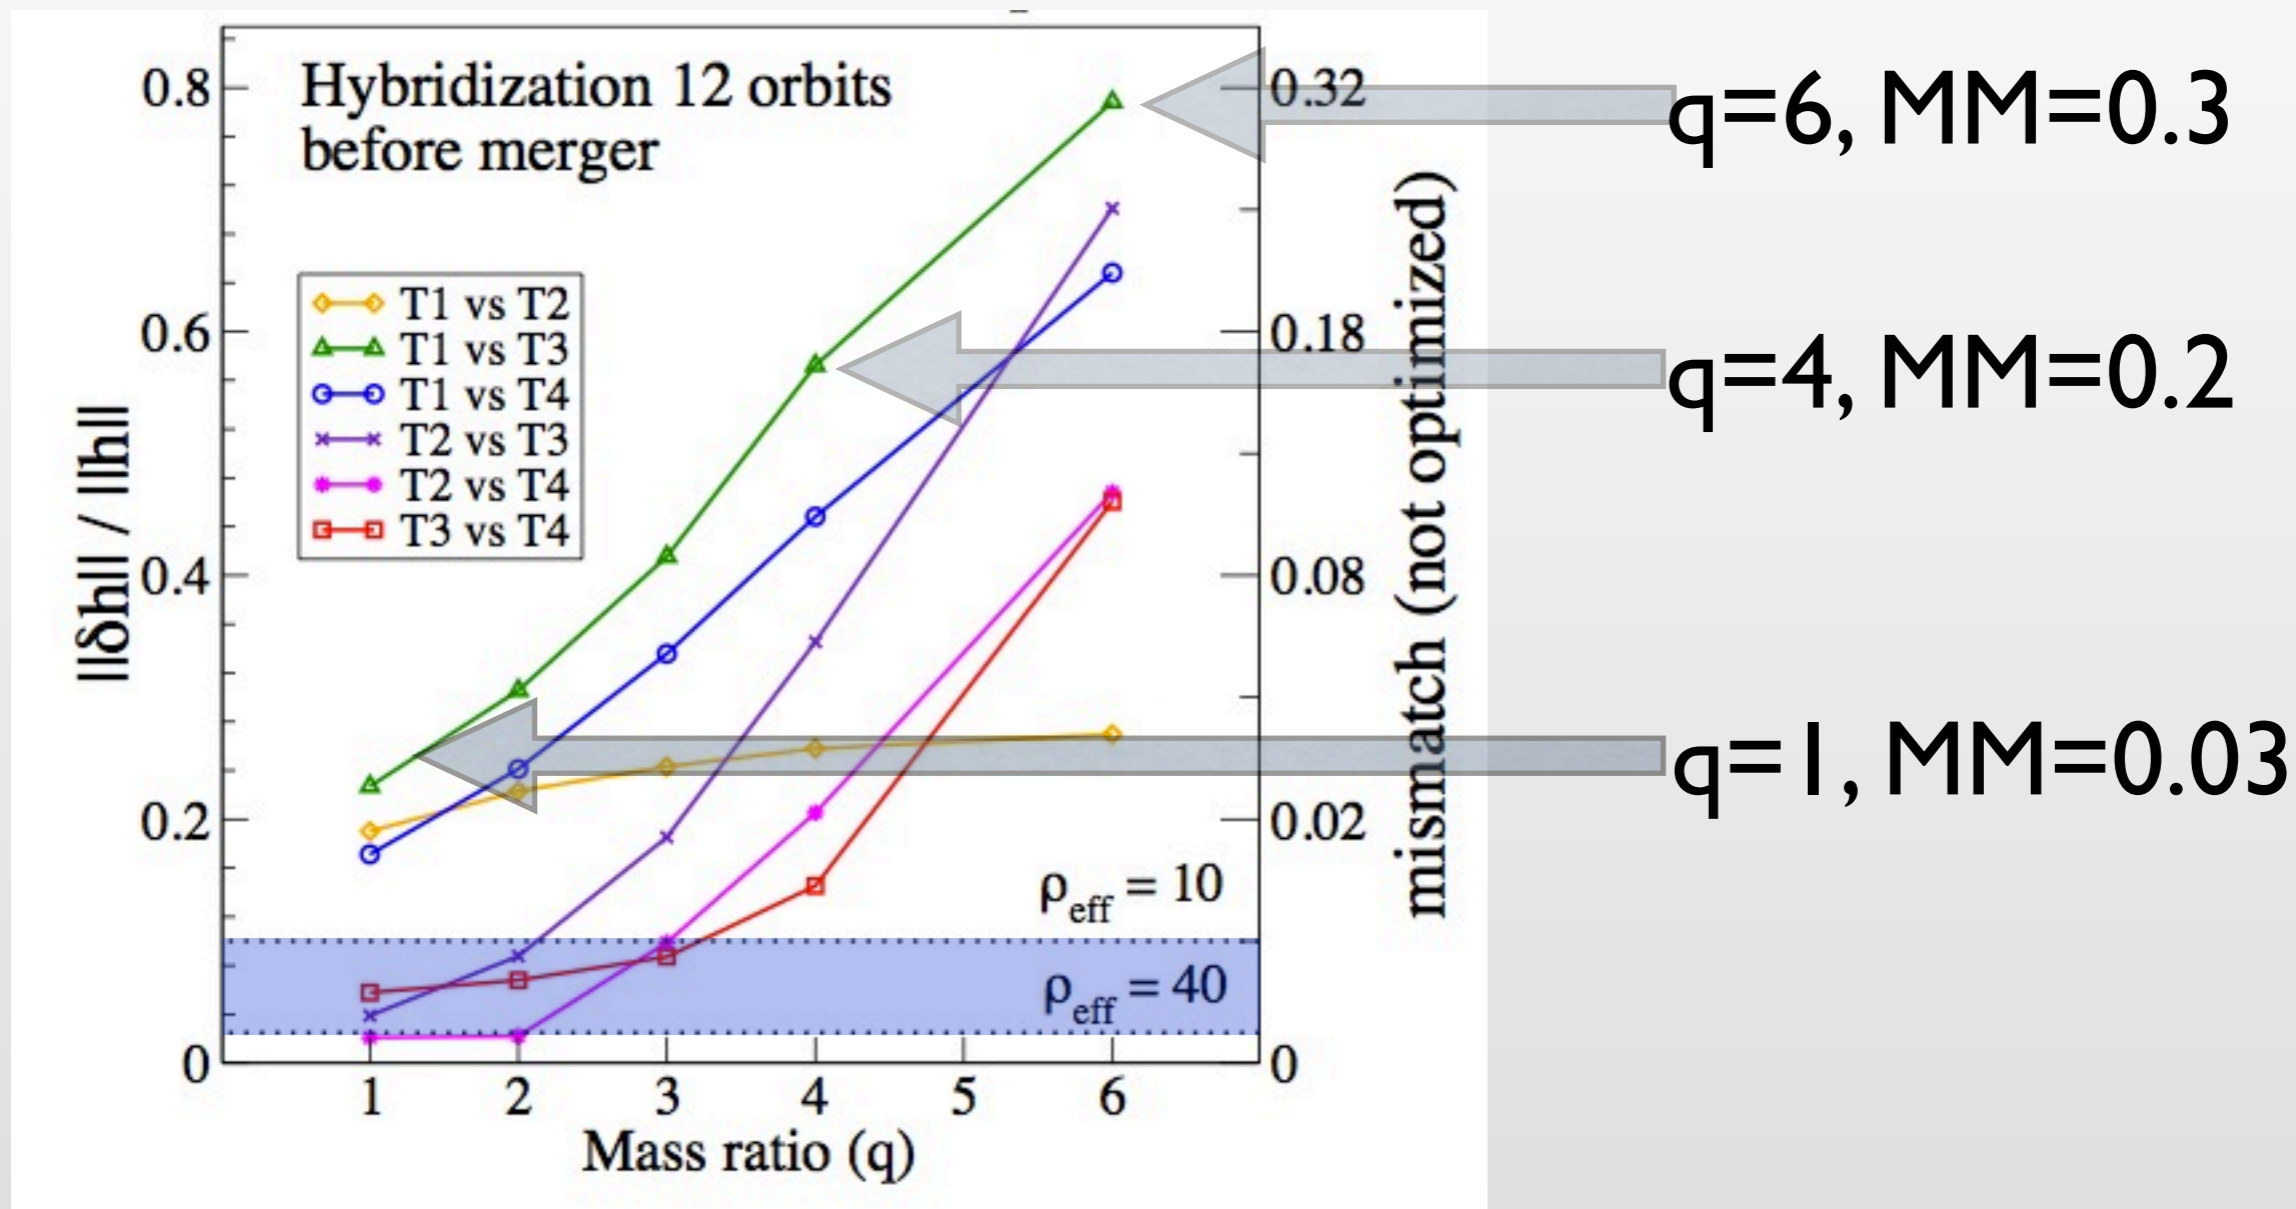 Hybridization 12 orbits
before merger
T1 vs T2
T1 vs T3
T1 vs T4
T2 vs T3
T2 vs T4
T3 vs T4
||δh|| / ||h||
0.8
0.6
0.4
0.2
0
ρeff = 10
ρeff = 40
1 2 3 4 5 6
Mass ratio (q)
0.32
0.18
0.08
0.02
0
mismatch (not optimized)
q=6, MM=0.3
q=4, MM=0.2
q=1, MM=0.03